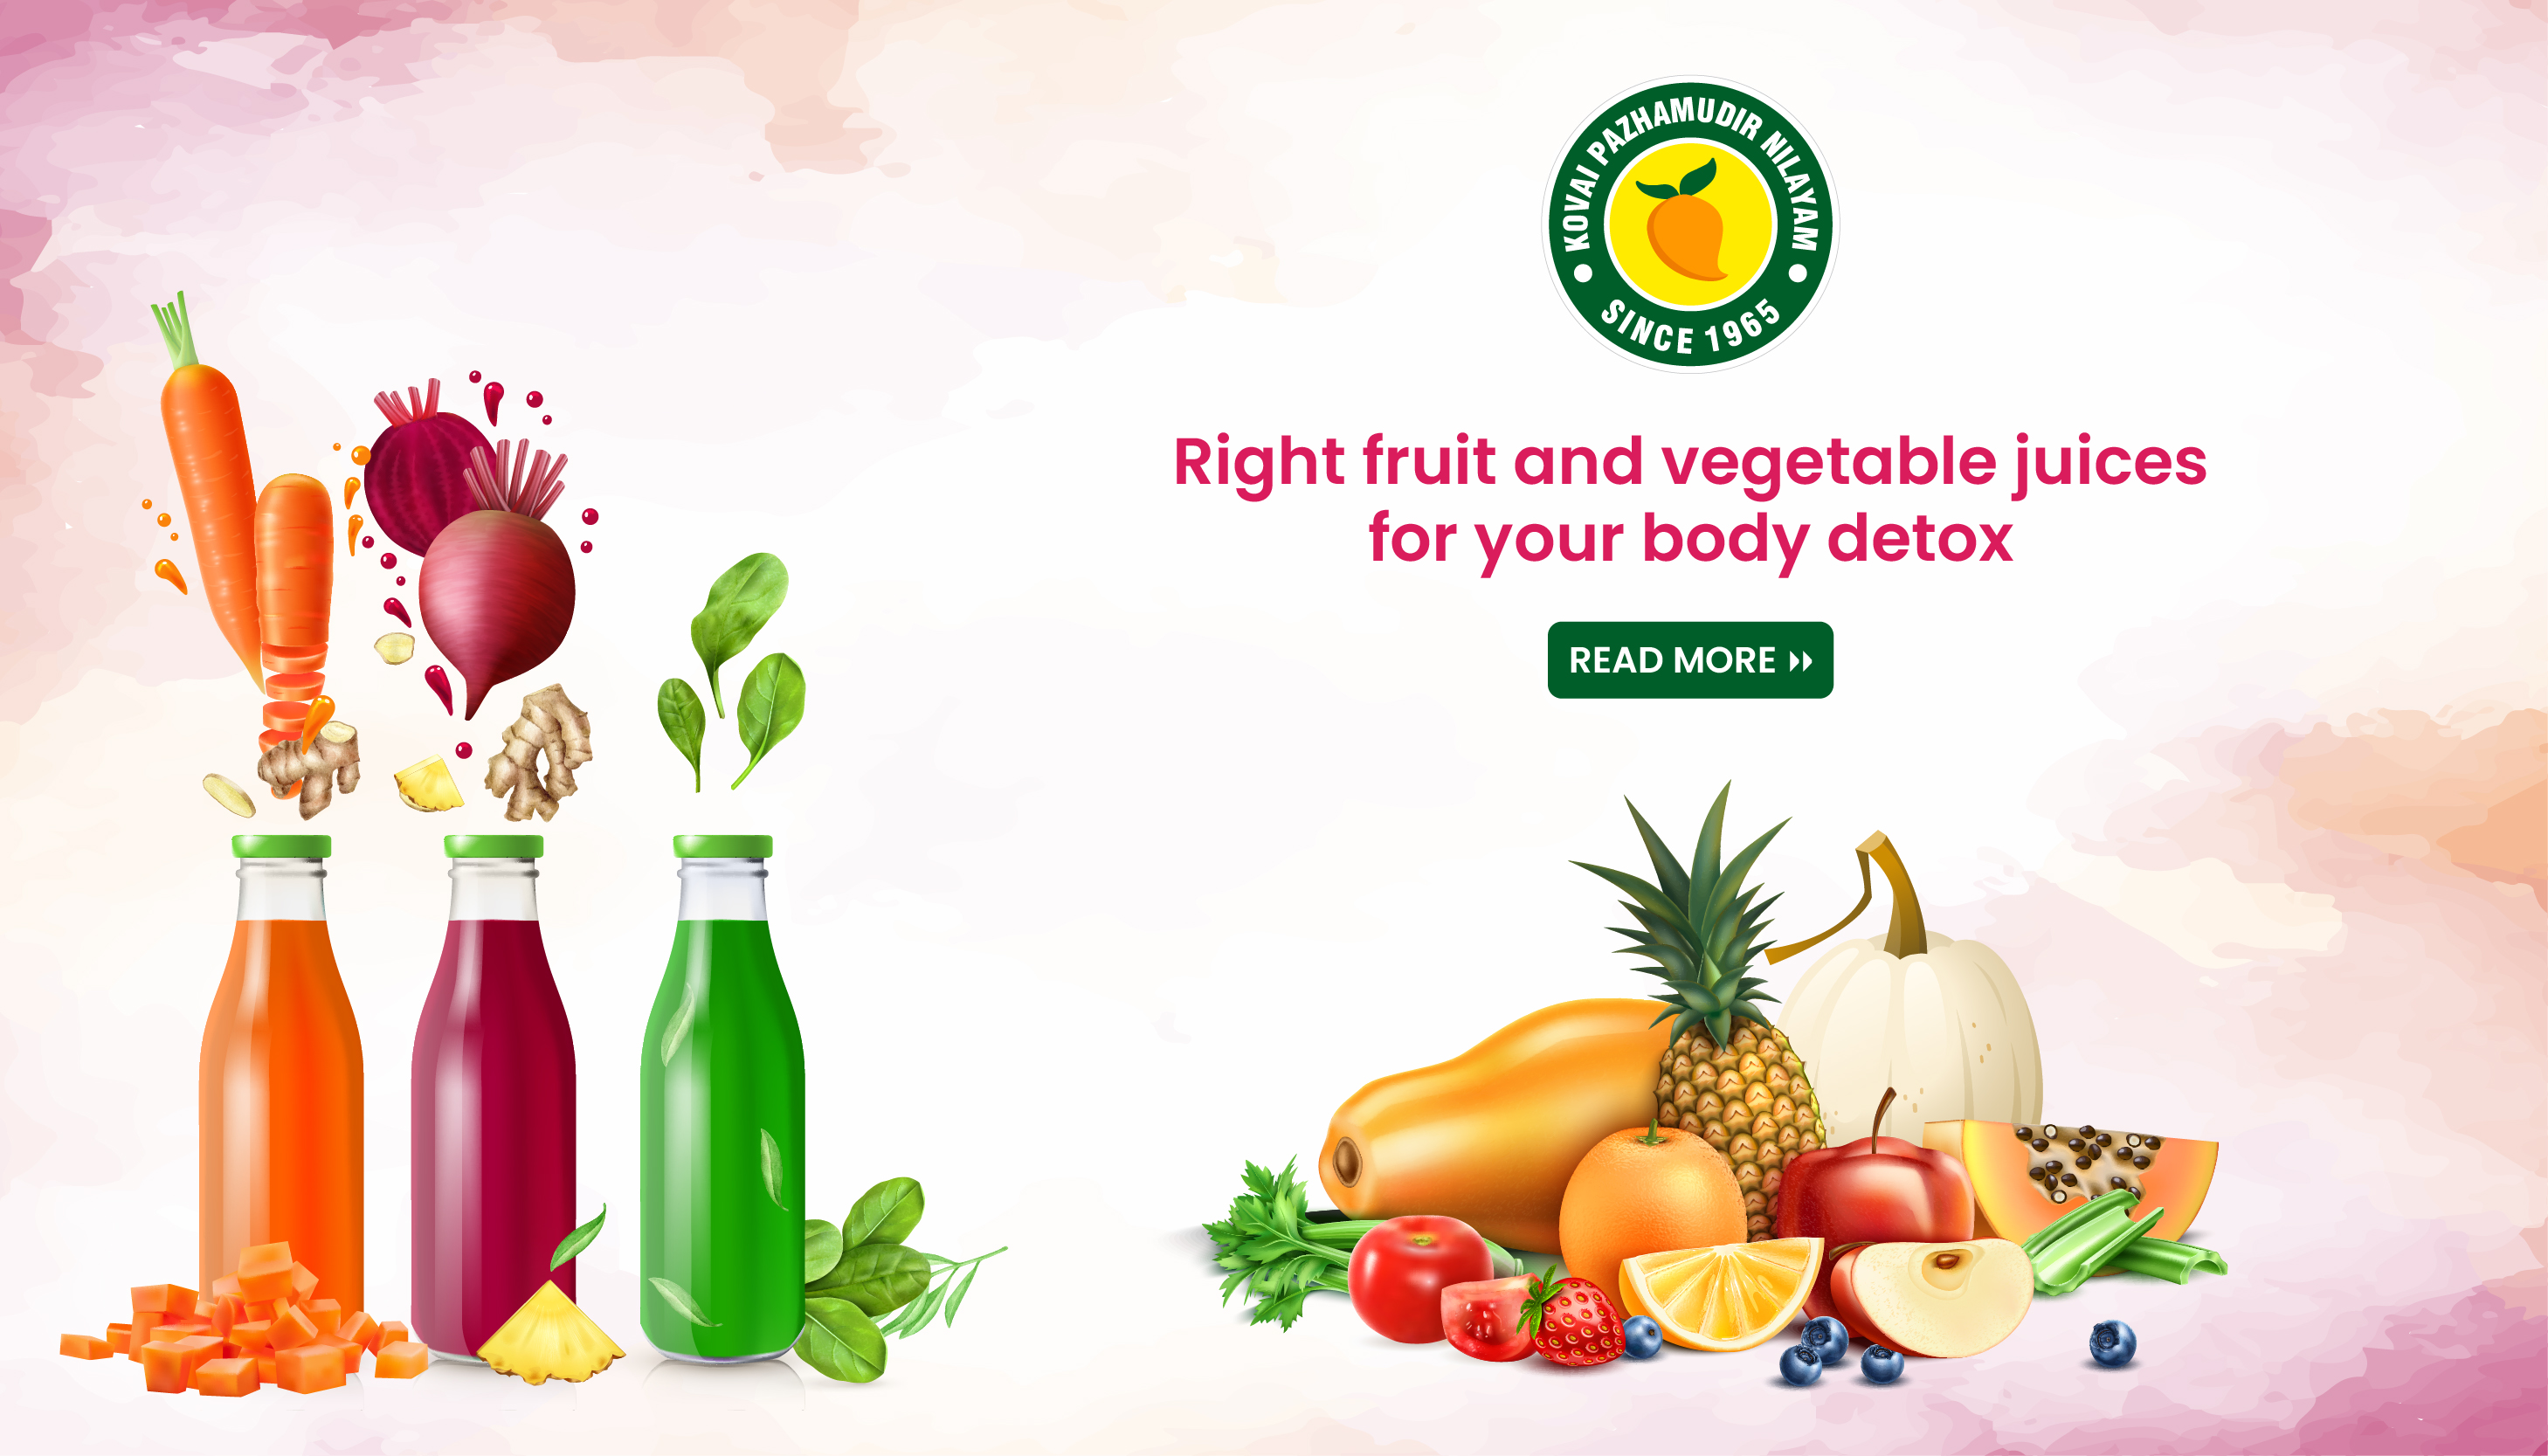 KOVAI PAZHAMUDIR NILAYAM
SINCE 1965
Right fruit and vegetable juices
for your body detox
READ MORE